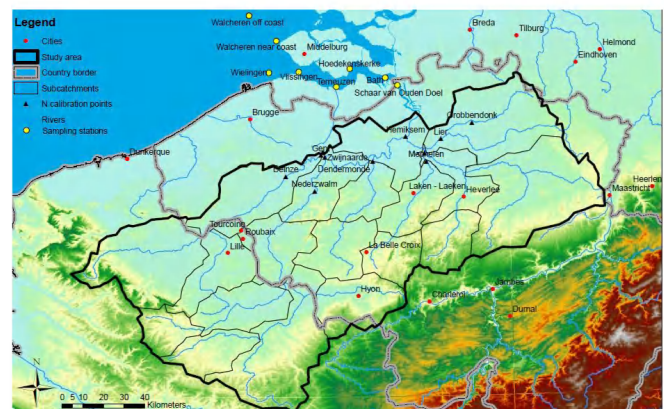 Legend
Cities
Study area
Country border
Subcatchments
N calibration points
Rivers
Sampling stations
Walcheren off coast
Walcheren near coast
Middelburg
Breda
Tilburg
Helmond
Eindhoven
Hoedekenskerke
Wielingen
Vlissingen
Terneuzen
Schaar van Ouden Doel
Brugge
Grobbendonk
Hemiksem
Lier
Dunkerque
Gent
Zwijnaarde
Mechelen
Dendermonde
Deinze
Nederzwalm
Laken - Laeken
Heverlee
Heerlen
Maastricht
Tourcoing
Roubaix
Lille
La Belle Croix
Hyon
Charleroi
Jambes
Durnal
N
0 5 10 20 30 40
Kilometers